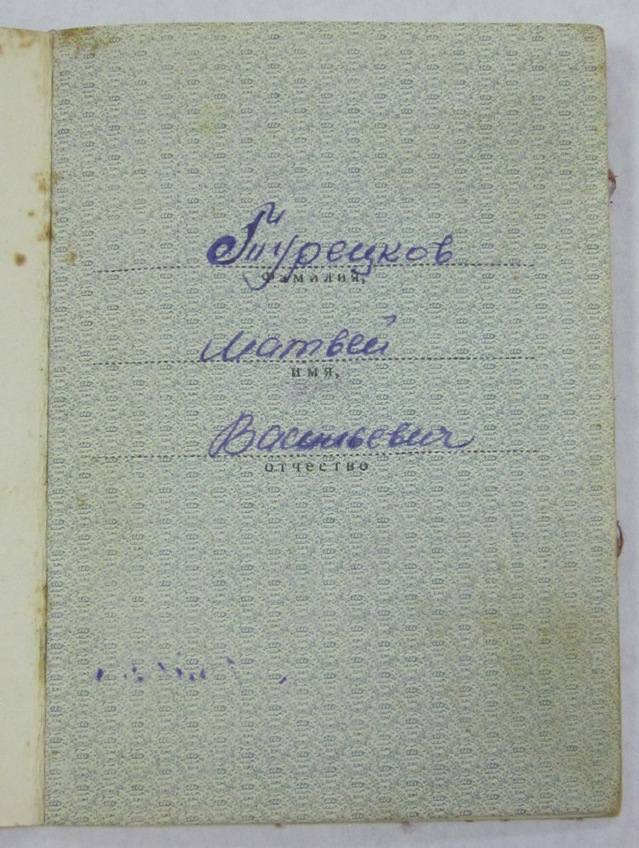 Турецков
Фамилия,
Матвей
имя,
Васильевич
отчество